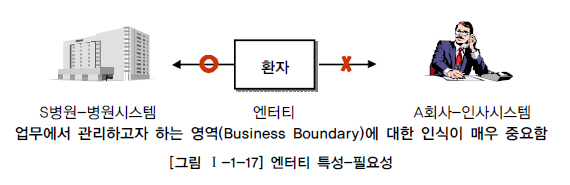 환자
S병원-병원시스템 엔터티 A회사-인사시스템
업무에서 관리하고자 하는 영역(Business Boundary)에 대한 인식이 매우 중요함
[그림 Ⅰ-1-17] 엔터티 특성-필요성